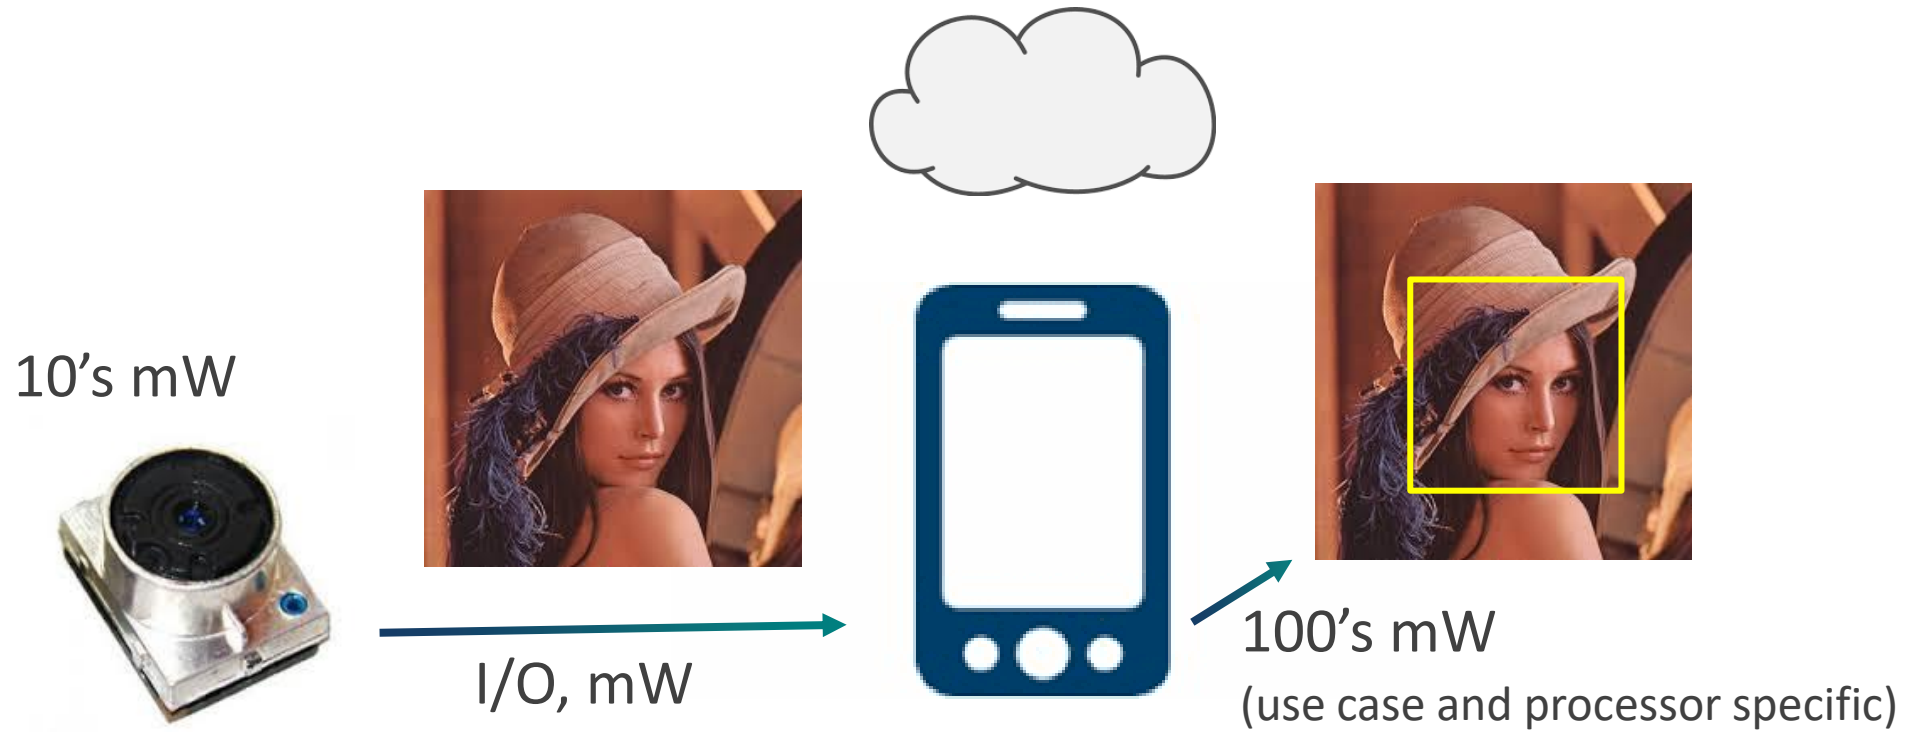 10’s mW
I/O, mW
100’s mW
(use case and processor specific)